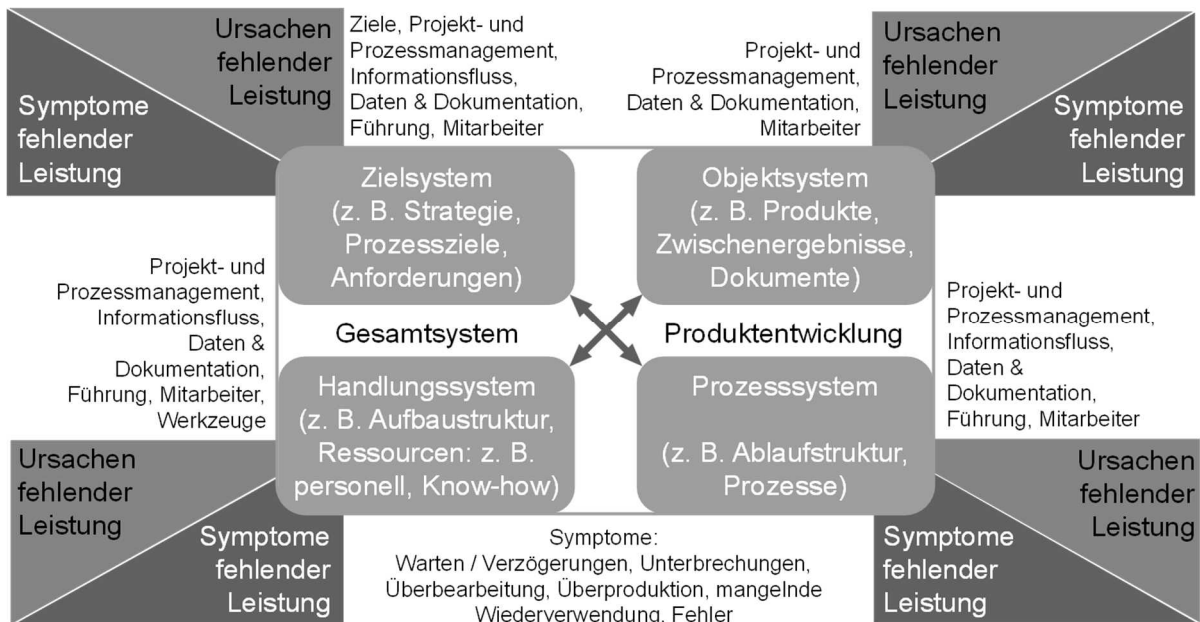 Ursachen
fehlender
Leistung
Symptome
fehlender
Leistung
Ziele, Projekt- und
Prozessmanagement,
Informationsfluss,
Daten & Dokumentation,
Führung, Mitarbeiter
Projekt- und
Prozessmanagement,
Daten & Dokumentation,
Mitarbeiter
Ursachen
fehlender
Leistung
Symptome
fehlender
Leistung
Zielsystem
(z. B. Strategie,
Prozessziele,
Anforderungen)
Objektsystem
(z. B. Produkte,
Zwischenergebnisse,
Dokumente)
Projekt- und
Prozessmanagement,
Informationsfluss,
Daten &
Dokumentation,
Führung, Mitarbeiter,
Werkzeuge
Gesamtsystem
Produktentwicklung
Projekt- und
Prozessmanagement,
Informationsfluss,
Daten &
Dokumentation,
Führung, Mitarbeiter
Handlungssystem
(z. B. Aufbaustruktur,
Ressourcen: z. B.
personell, Know-how)
Prozesssystem
(z. B. Ablaufstruktur,
Prozesse)
Ursachen
fehlender
Leistung
Symptome
fehlender
Leistung
Symptome:
Warten / Verzögerungen, Unterbrechungen,
Überbearbeitung, Überproduktion, mangelnde
Wiederverwendung, Fehler
Symptome
fehlender
Leistung
Ursachen
fehlender
Leistung